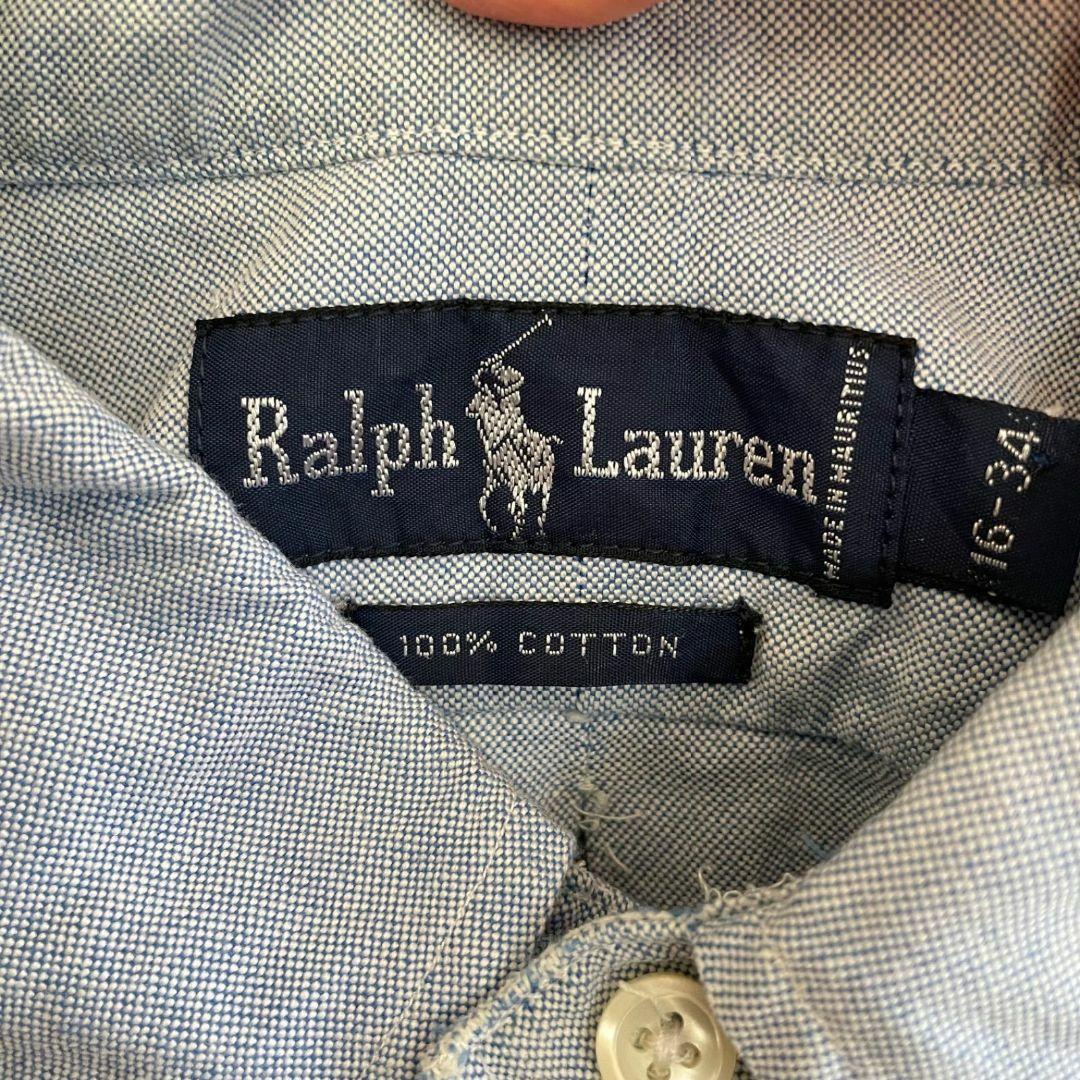 Ralph Lauren
MADE IN MAURITIUS
16-34
100% COTTON